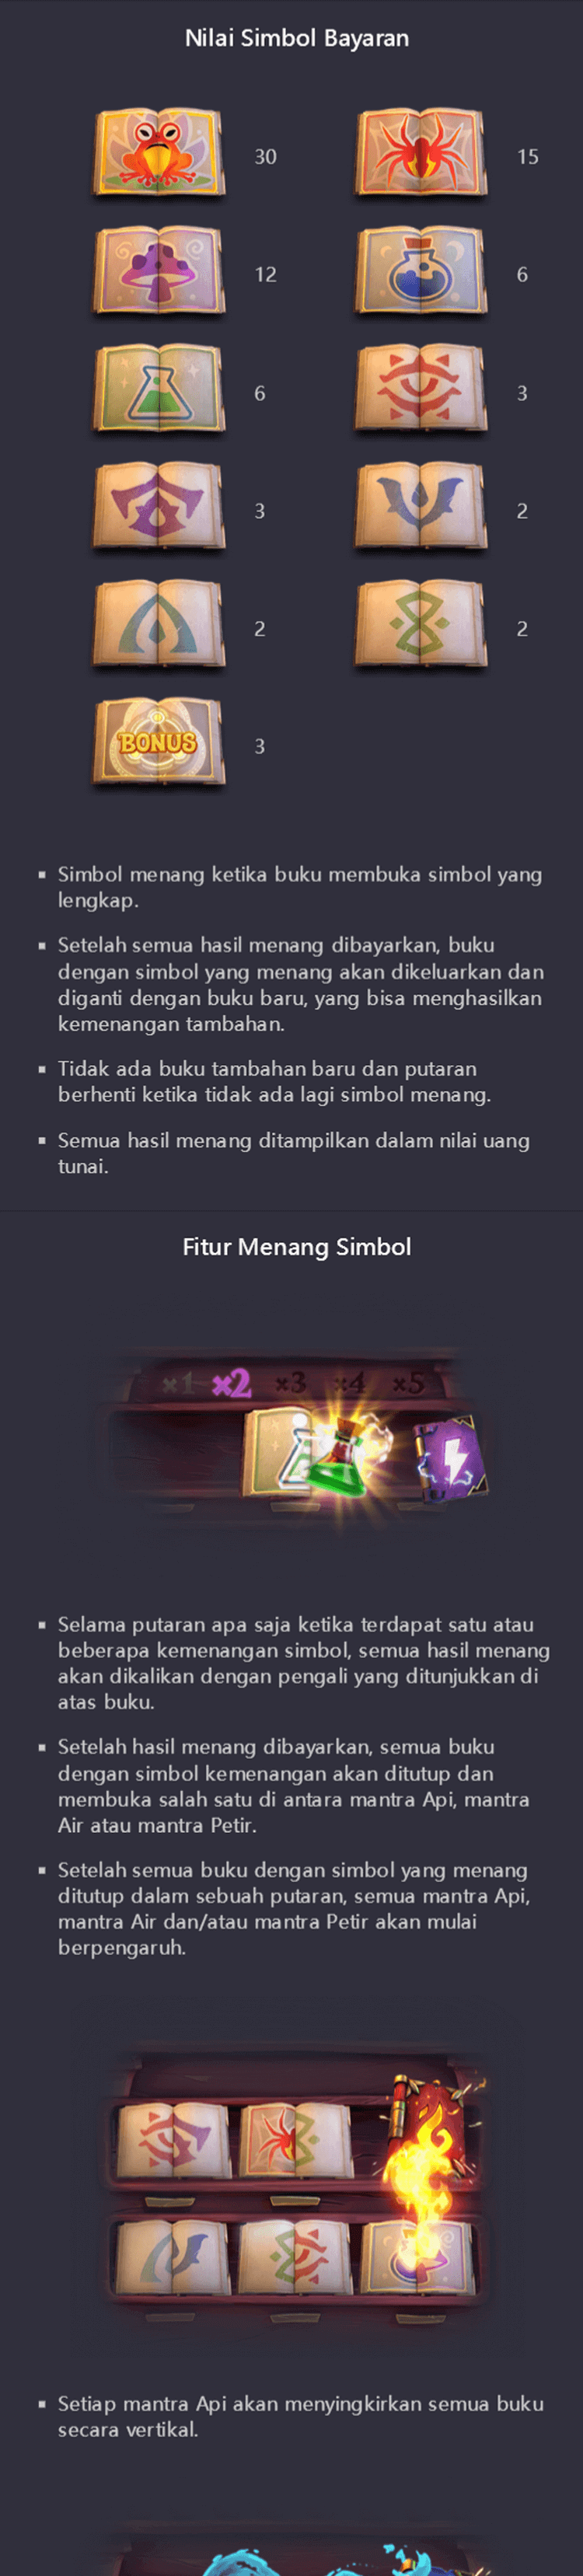 Nilai Simbol Bayaran
30
15
12
6
6
3
3
2
2
2
BONUS
3
▪ Simbol menang ketika buku membuka simbol yang
lengkap.
▪ Setelah semua hasil menang dibayarkan, buku
dengan simbol yang menang akan dikeluarkan dan
diganti dengan buku baru, yang bisa menghasilkan
kemenangan tambahan.
▪ Tidak ada buku tambahan baru dan putaran
berhenti ketika tidak ada lagi simbol menang.
▪ Semua hasil menang ditampilkan dalam nilai uang
tunai.
Fitur Menang Simbol
x1 x2 x3 x4 x5
▪ Selama putaran apa saja ketika terdapat satu atau
beberapa kemenangan simbol, semua hasil menang
akan dikalikan dengan pengali yang ditunjukkan di
atas buku.
▪ Setelah hasil menang dibayarkan, semua buku
dengan simbol kemenangan akan ditutup dan
membuka salah satu di antara mantra Api, mantra
Air atau mantra Petir.
▪ Setelah semua buku dengan simbol yang menang
ditutup dalam sebuah putaran, semua mantra Api,
mantra Air dan/atau mantra Petir akan mulai
berpengaruh.
▪ Setiap mantra Api akan menyingkirkan semua buku
secara vertikal.